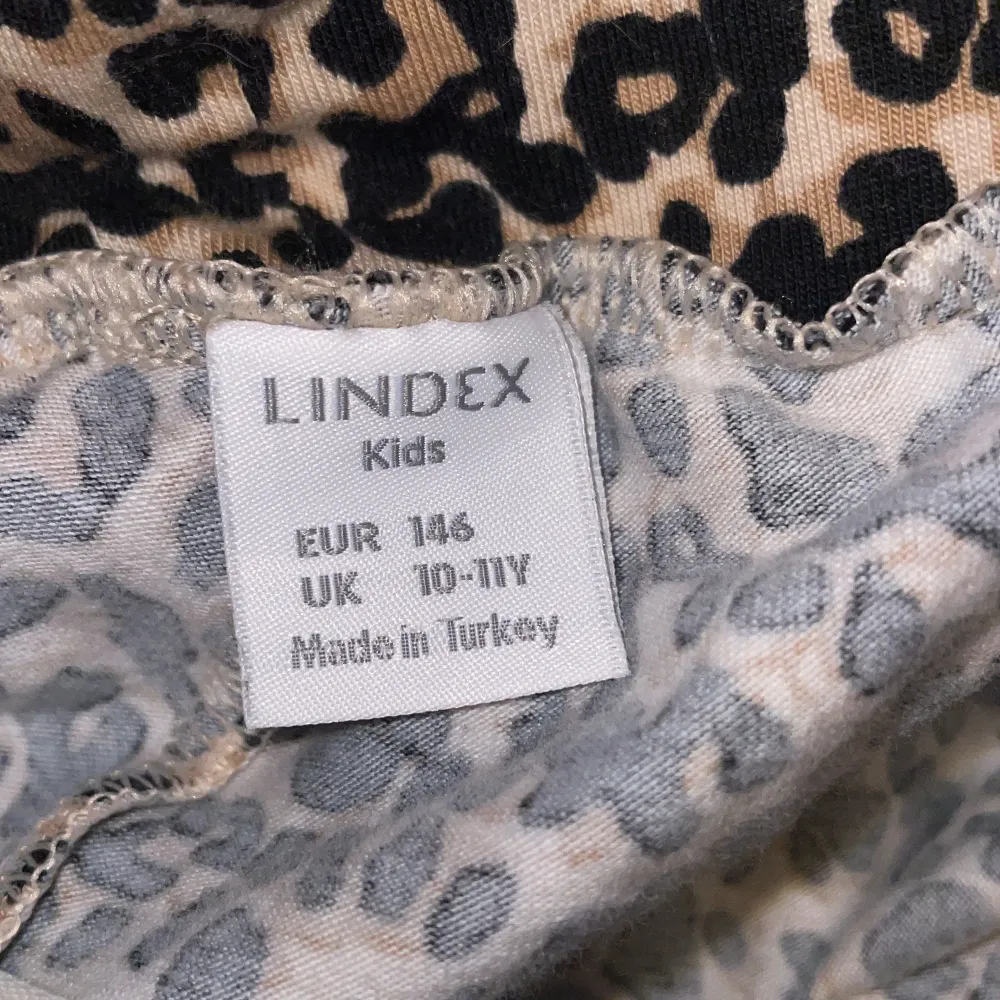 LINDEX
Kids
EUR 146
UK 10-11Y
Made in Turkey